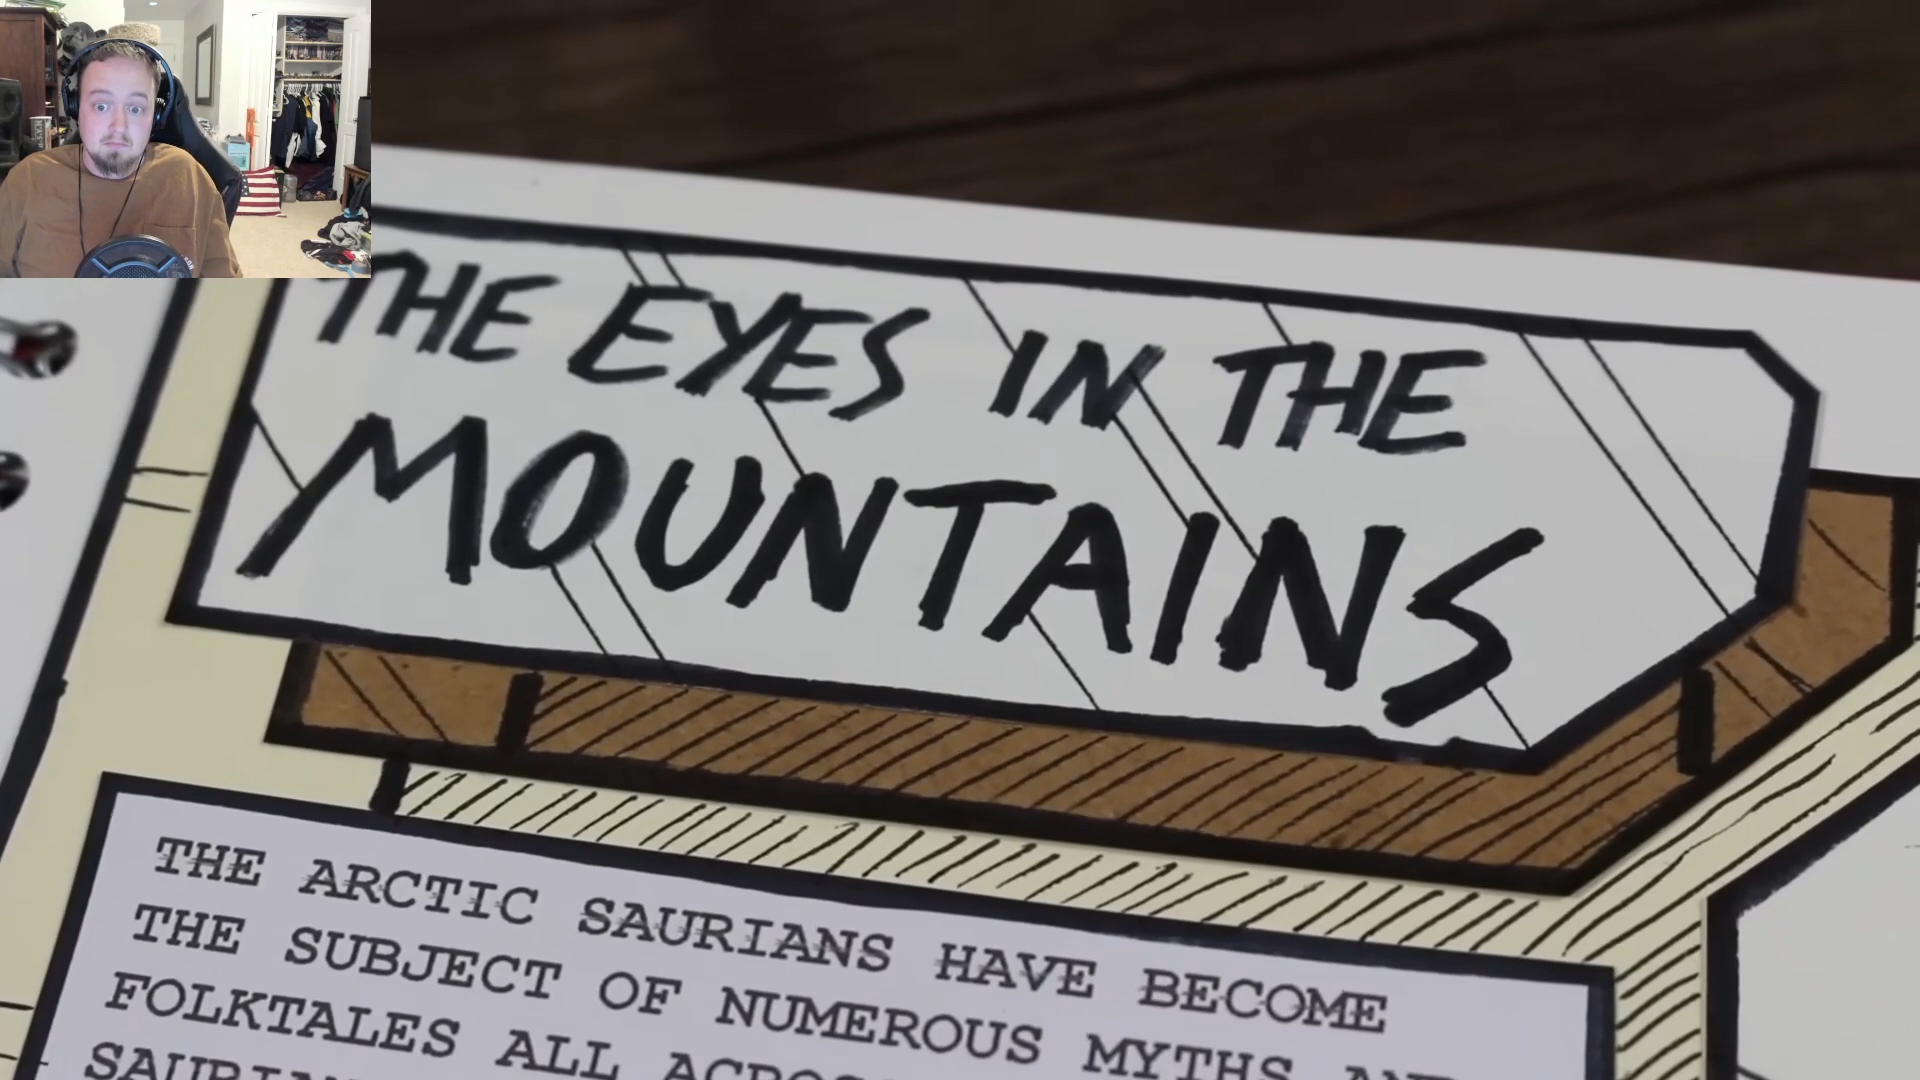 THE EYES IN THE
MOUNTAINS
THE ARCTIC SAURIANS HAVE BECOME
THE SUBJECT OF NUMEROUS MYTHS
FOLKTALES ALL